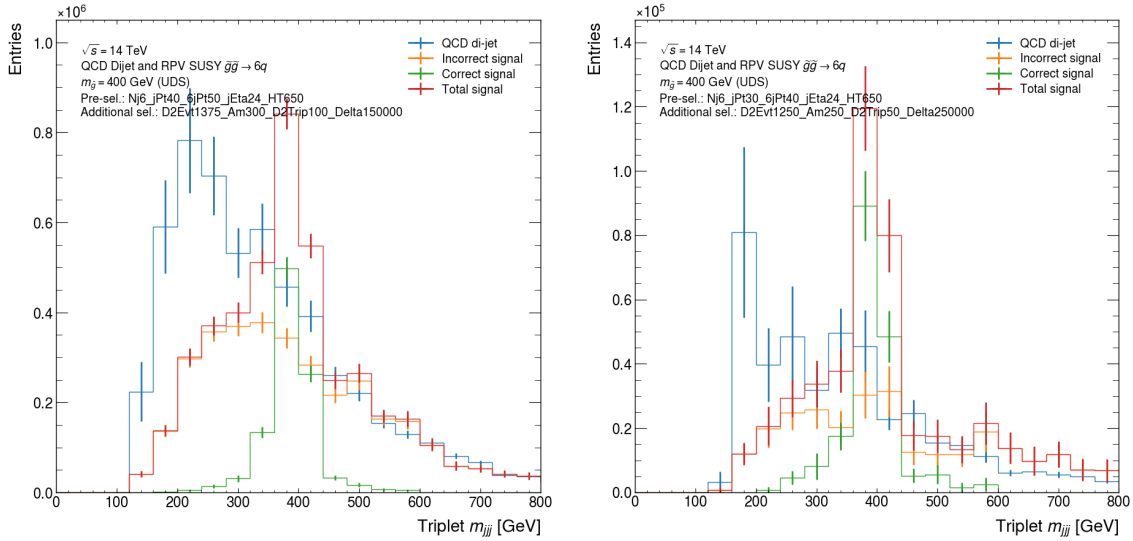 ×10⁶
Entries
1.0
0.8
0.6
0.4
0.2
0.0
√s = 14 TeV
QCD Dijet and RPV SUSY g̃g̃ → 6q
m_g̃ = 400 GeV (UDS)
Pre-sel.: Nj6_jPt40_6jPt50_jEta24_HT650
Additional sel.: D2Evt1375_Am300_D2Trip100_Delta150000
QCD di-jet
Incorrect signal
Correct signal
Total signal
0 100 200 300 400 500 600 700 800
Triplet m_jjj [GeV]
×10⁵
Entries
1.4
1.2
1.0
0.8
0.6
0.4
0.2
0.0
√s = 14 TeV
QCD Dijet and RPV SUSY g̃g̃ → 6q
m_g̃ = 400 GeV (UDS)
Pre-sel.: Nj6_jPt30_6jPt40_jEta24_HT650
Additional sel.: D2Evt1250_Am250_D2Trip50_Delta250000
QCD di-jet
Incorrect signal
Correct signal
Total signal
0 100 200 300 400 500 600 700 800
Triplet m_jjj [GeV]